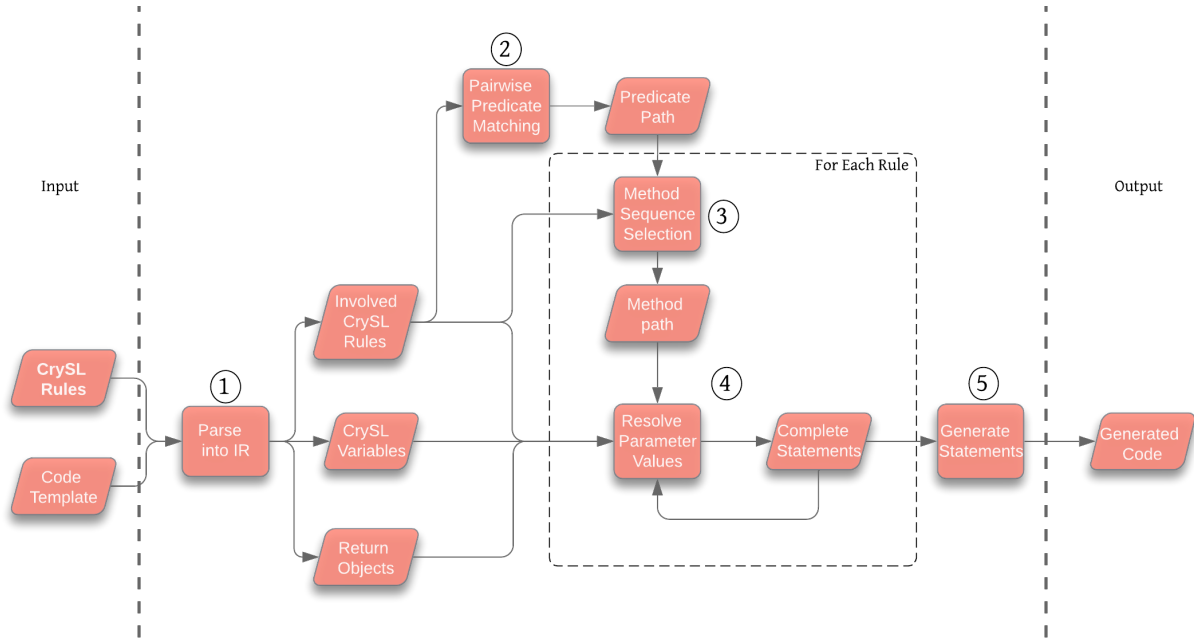 Input
CrySL
Rules
Code
Template
1
Parse
into IR
Involved
CrySL
Rules
CrySL
Variables
Return
Objects
2
Pairwise
Predicate
Matching
Predicate
Path
For Each Rule
Method
Sequence
Selection
3
Method
path
4
Resolve
Parameter
Values
Complete
Statements
5
Generate
Statements
Output
Generated
Code